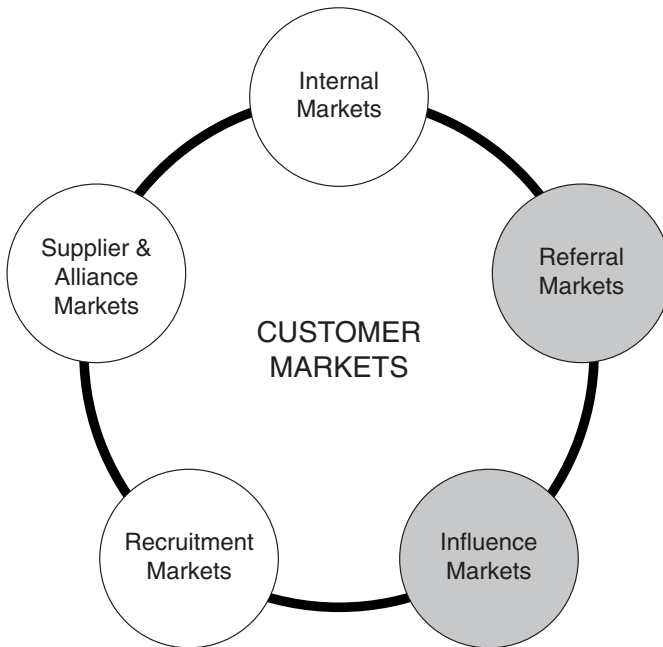 Internal
Markets
Supplier &
Alliance
Markets
Referral
Markets
CUSTOMER
MARKETS
Recruitment
Markets
Influence
Markets